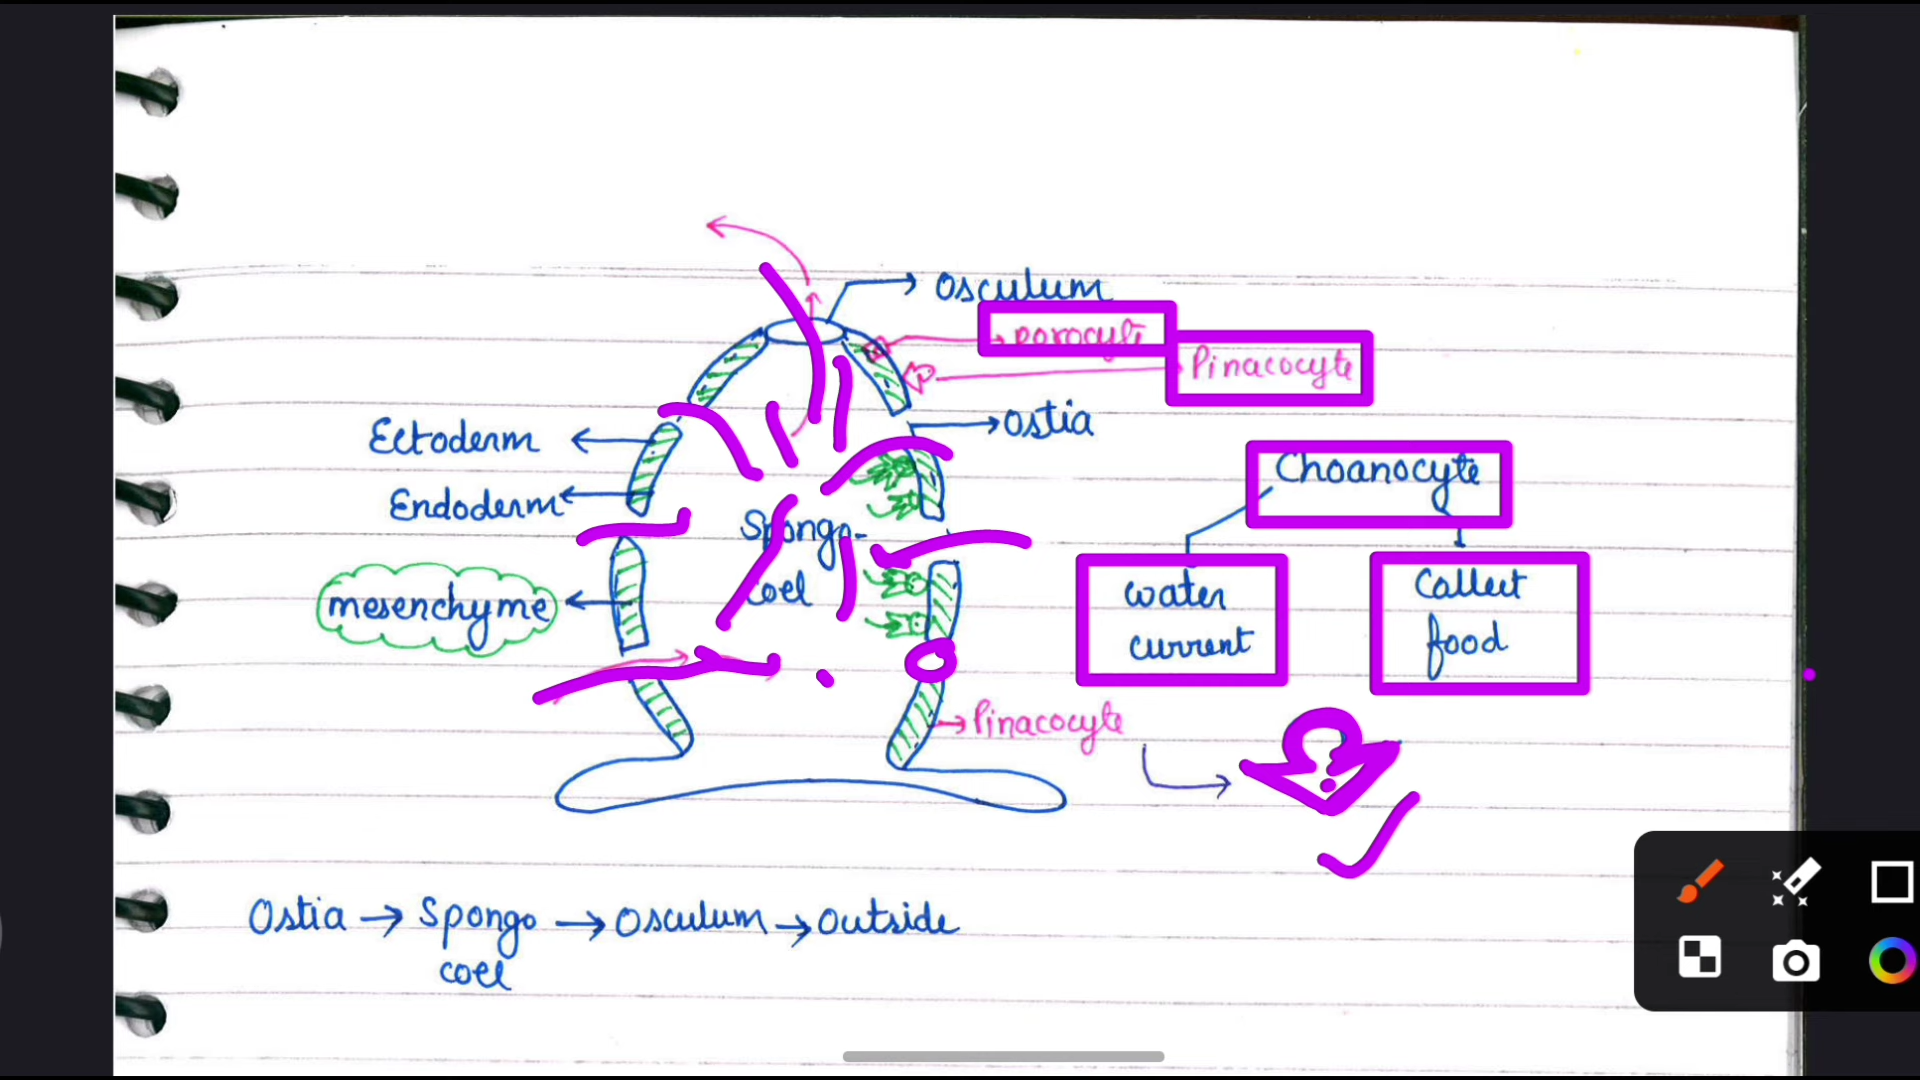 Osculum
porocyte
Pinacocyte
Ostia
Ectoderm
Endoderm
Choanocyte
Spongo-
coel
mesenchyme
water
current
Collect
food
Pinacocyte
?
Ostia → Spongo → Osculum → Outside
coel